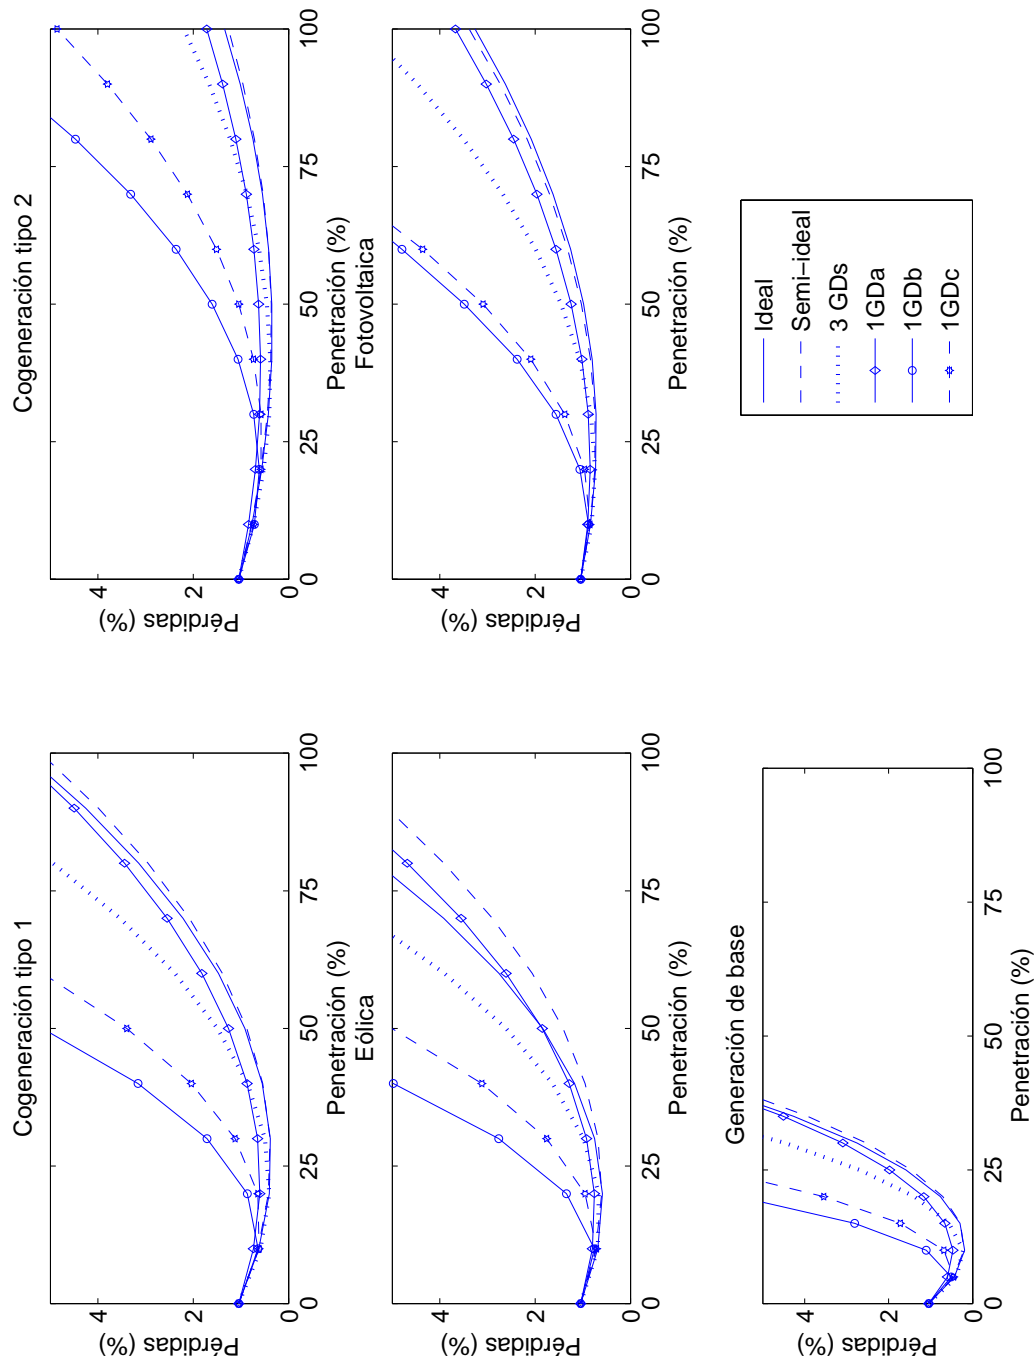 Cogeneración tipo 1
Pérdidas (%)
0
2
4
0
25
50
75
100
Penetración (%)
Cogeneración tipo 2
Pérdidas (%)
0
2
4
0
25
50
75
100
Penetración (%)
Eólica
Pérdidas (%)
0
2
4
0
25
50
75
100
Penetración (%)
Fotovoltaica
Pérdidas (%)
0
2
4
0
25
50
75
100
Penetración (%)
Generación de base
Pérdidas (%)
0
2
4
0
25
50
75
100
Penetración (%)
Ideal
Semi−ideal
3 GDs
1GDa
1GDb
1GDc